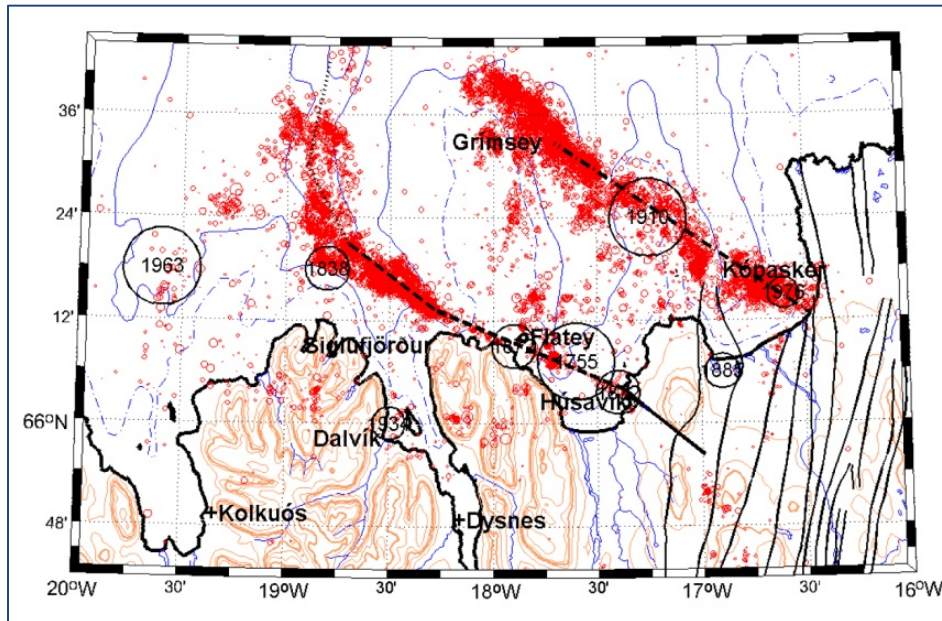 36'
Grímsey
24'
1910
1963
1838
Kópasker
1976
12'
Flatey
Siglufjörður
1755
Húsavík
66°N
1934
Dalvík
+Kolkuós
+Dysnes
48'
20°W
30'
19°W
30'
18°W
30'
17°W
30'
16°W